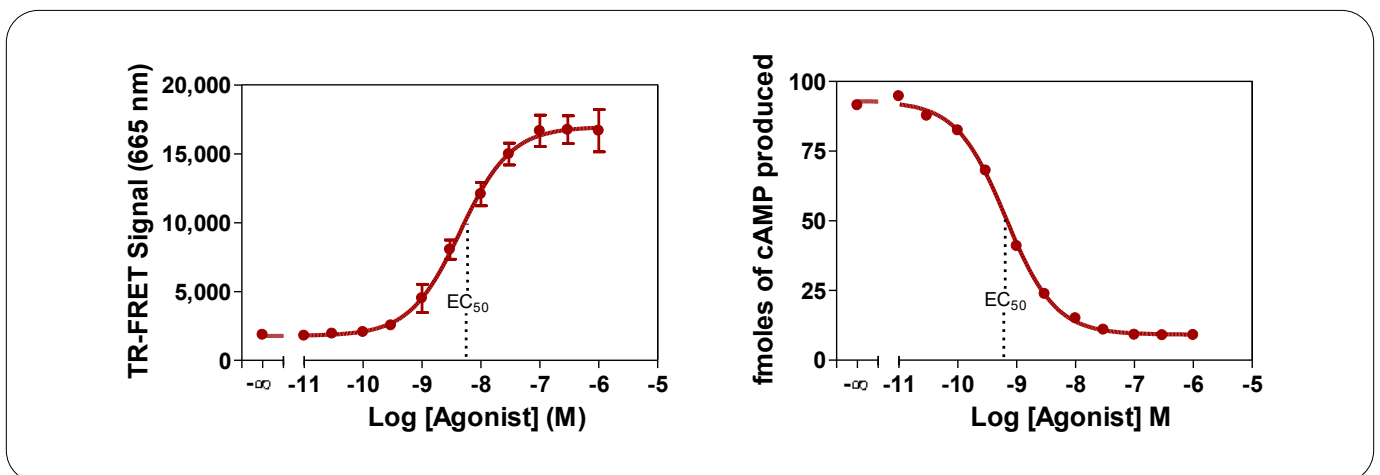 TR-FRET Signal (665 nm)
20,000
15,000
10,000
5,000
0
EC50
-∞ -11 -10 -9 -8 -7 -6 -5
Log [Agonist] (M)
fmoles of cAMP produced
100
75
50
25
0
EC50
-∞ -11 -10 -9 -8 -7 -6 -5
Log [Agonist] M